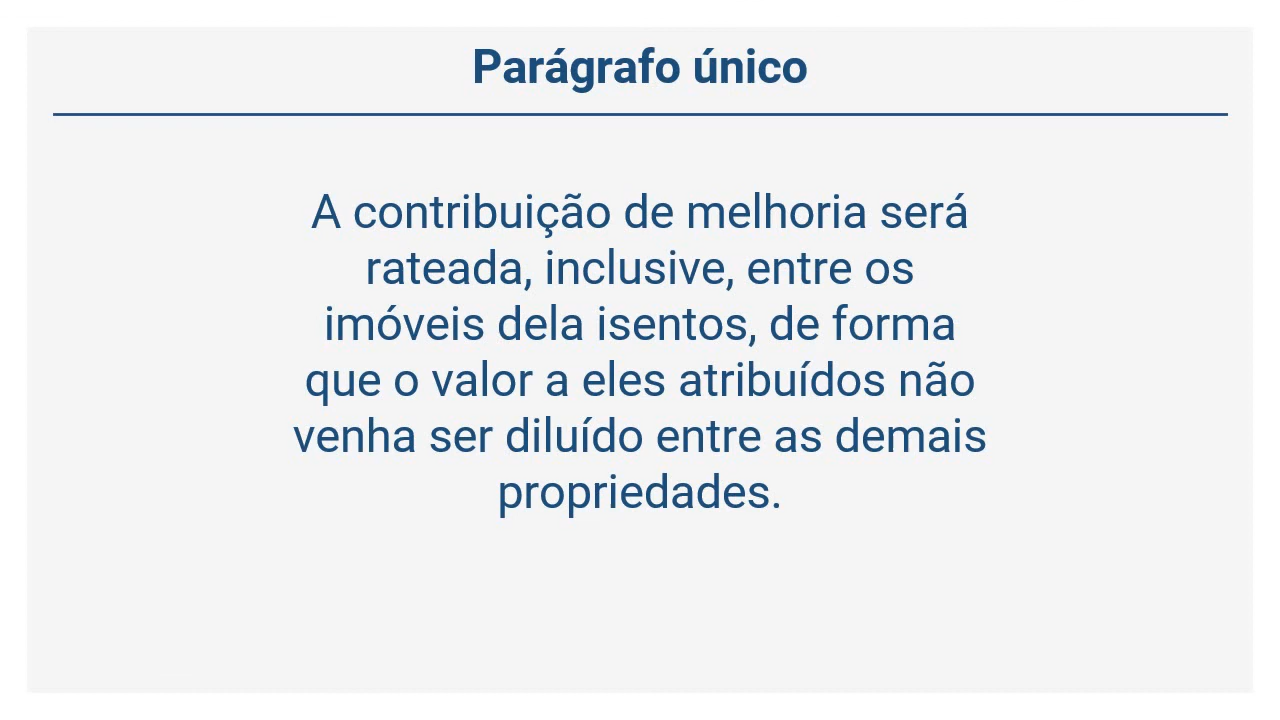 Parágrafo único
A contribuição de melhoria será
rateada, inclusive, entre os
imóveis dela isentos, de forma
que o valor a eles atribuídos não
venha ser diluído entre as demais
propriedades.